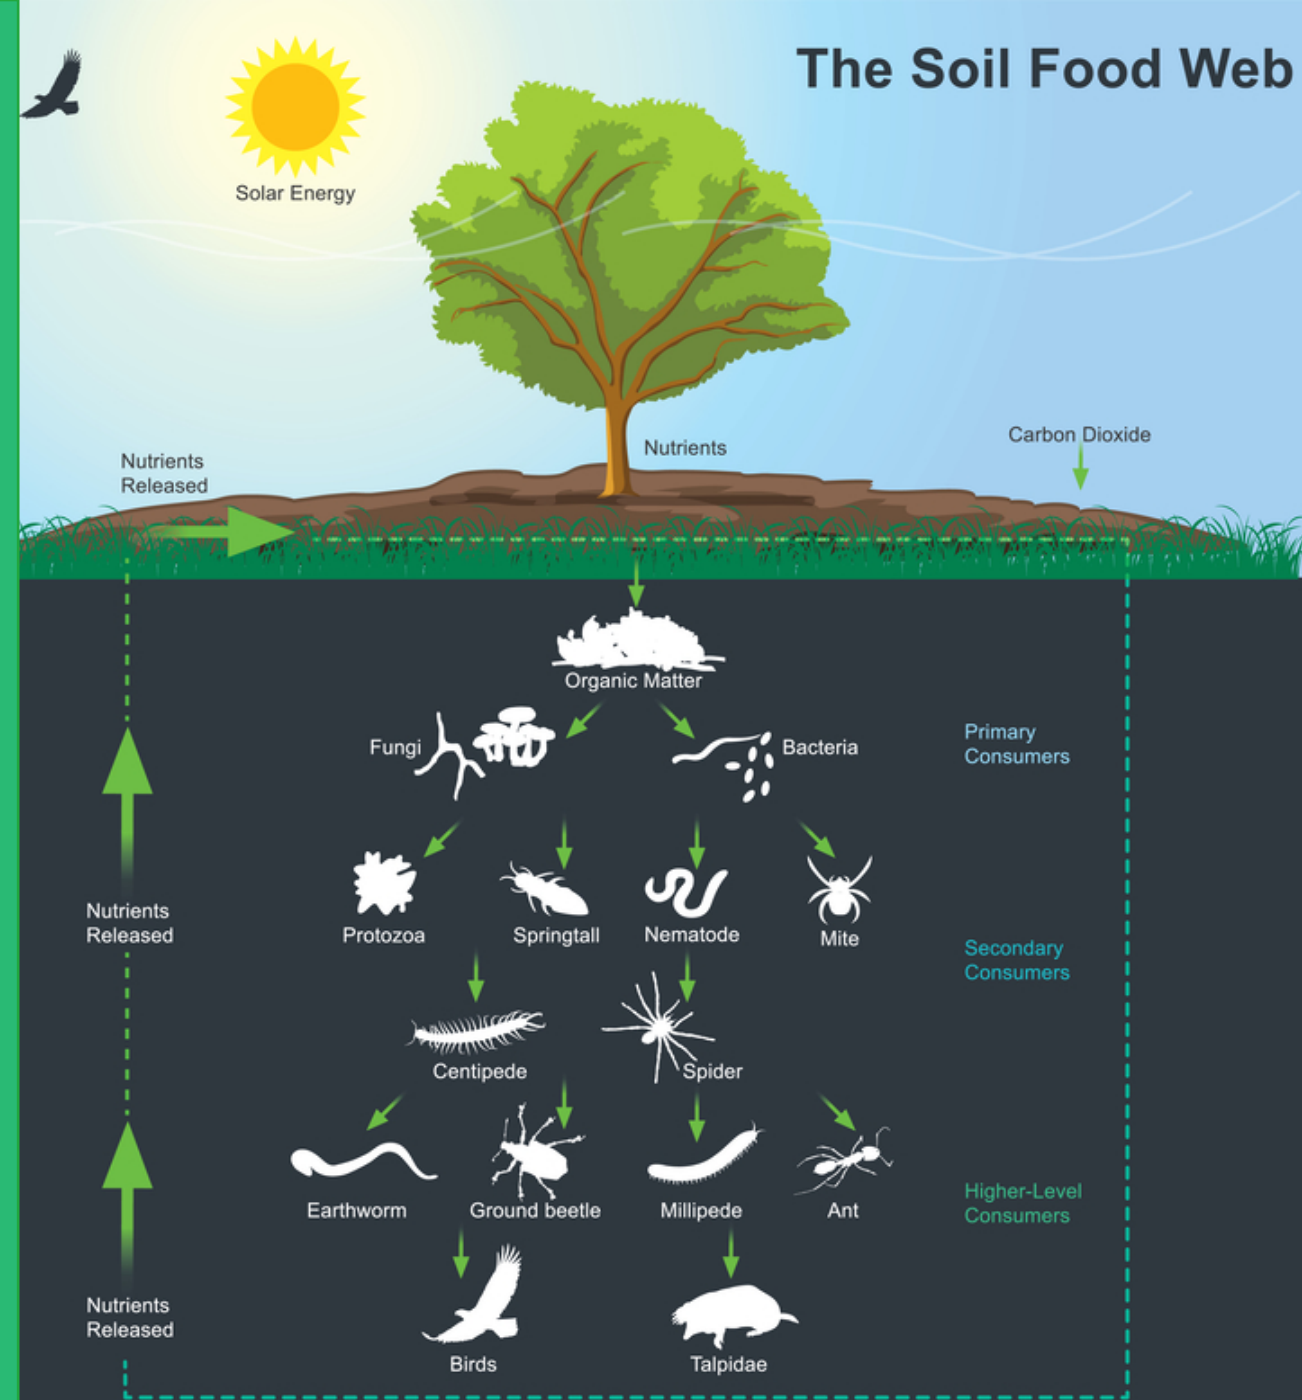 The Soil Food Web
Solar Energy
Carbon Dioxide
Nutrients
Nutrients
Released
Organic Matter
Fungi
Bacteria
Primary
Consumers
Nutrients
Released
Protozoa
Springtall
Nematode
Mite
Secondary
Consumers
Centipede
Spider
Higher-Level
Consumers
Earthworm
Ground beetle
Millipede
Ant
Nutrients
Released
Birds
Talpidae